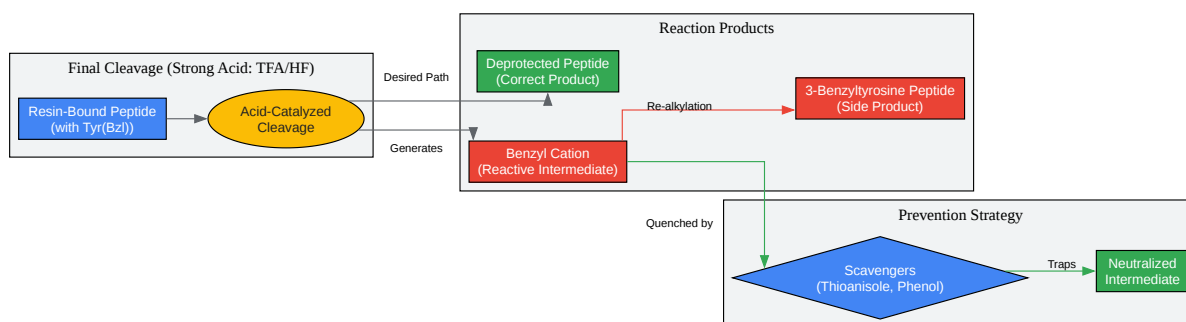 Reaction Products
Final Cleavage (Strong Acid: TFA/HF)
Resin-Bound Peptide
(with Tyr(Bzl))
Acid-Catalyzed
Cleavage
Desired Path
Generates
Deprotected Peptide
(Correct Product)
Benzyl Cation
(Reactive Intermediate)
Re-alkylation
3-Benzyltyrosine Peptide
(Side Product)
Quenched by
Prevention Strategy
Scavengers
(Thioanisole, Phenol)
Traps
Neutralized
Intermediate